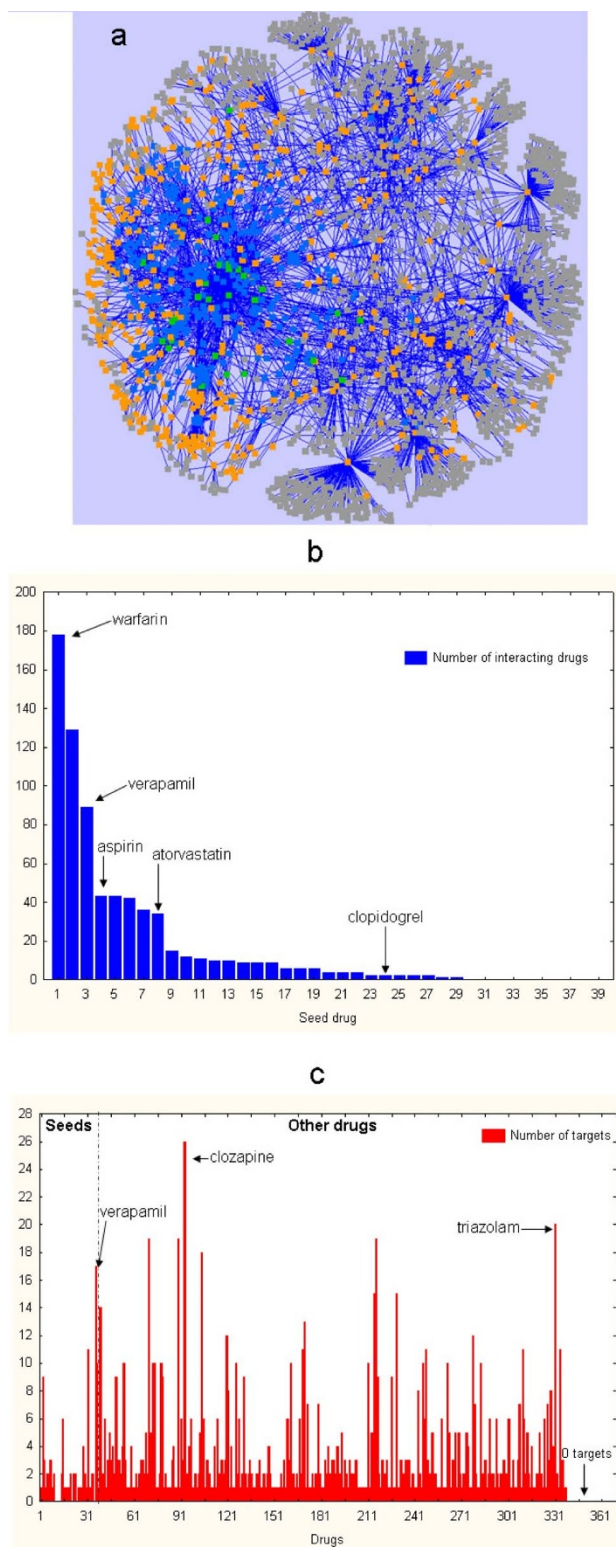 a
b
200
180
160
140
120
100
80
60
40
20
0
warfarin
Number of interacting drugs
verapamil
aspirin
atorvastatin
clopidogrel
1 3 5 7 9 11 13 15 17 19 21 23 25 27 29 31 33 35 37 39
Seed drug
c
28
26
24
22
20
18
16
14
12
10
8
6
4
2
0
Seeds
Other drugs
Number of targets
clozapine
verapamil
triazolam
0 targets
1 31 61 91 121 151 181 211 241 271 301 331 361
Drugs